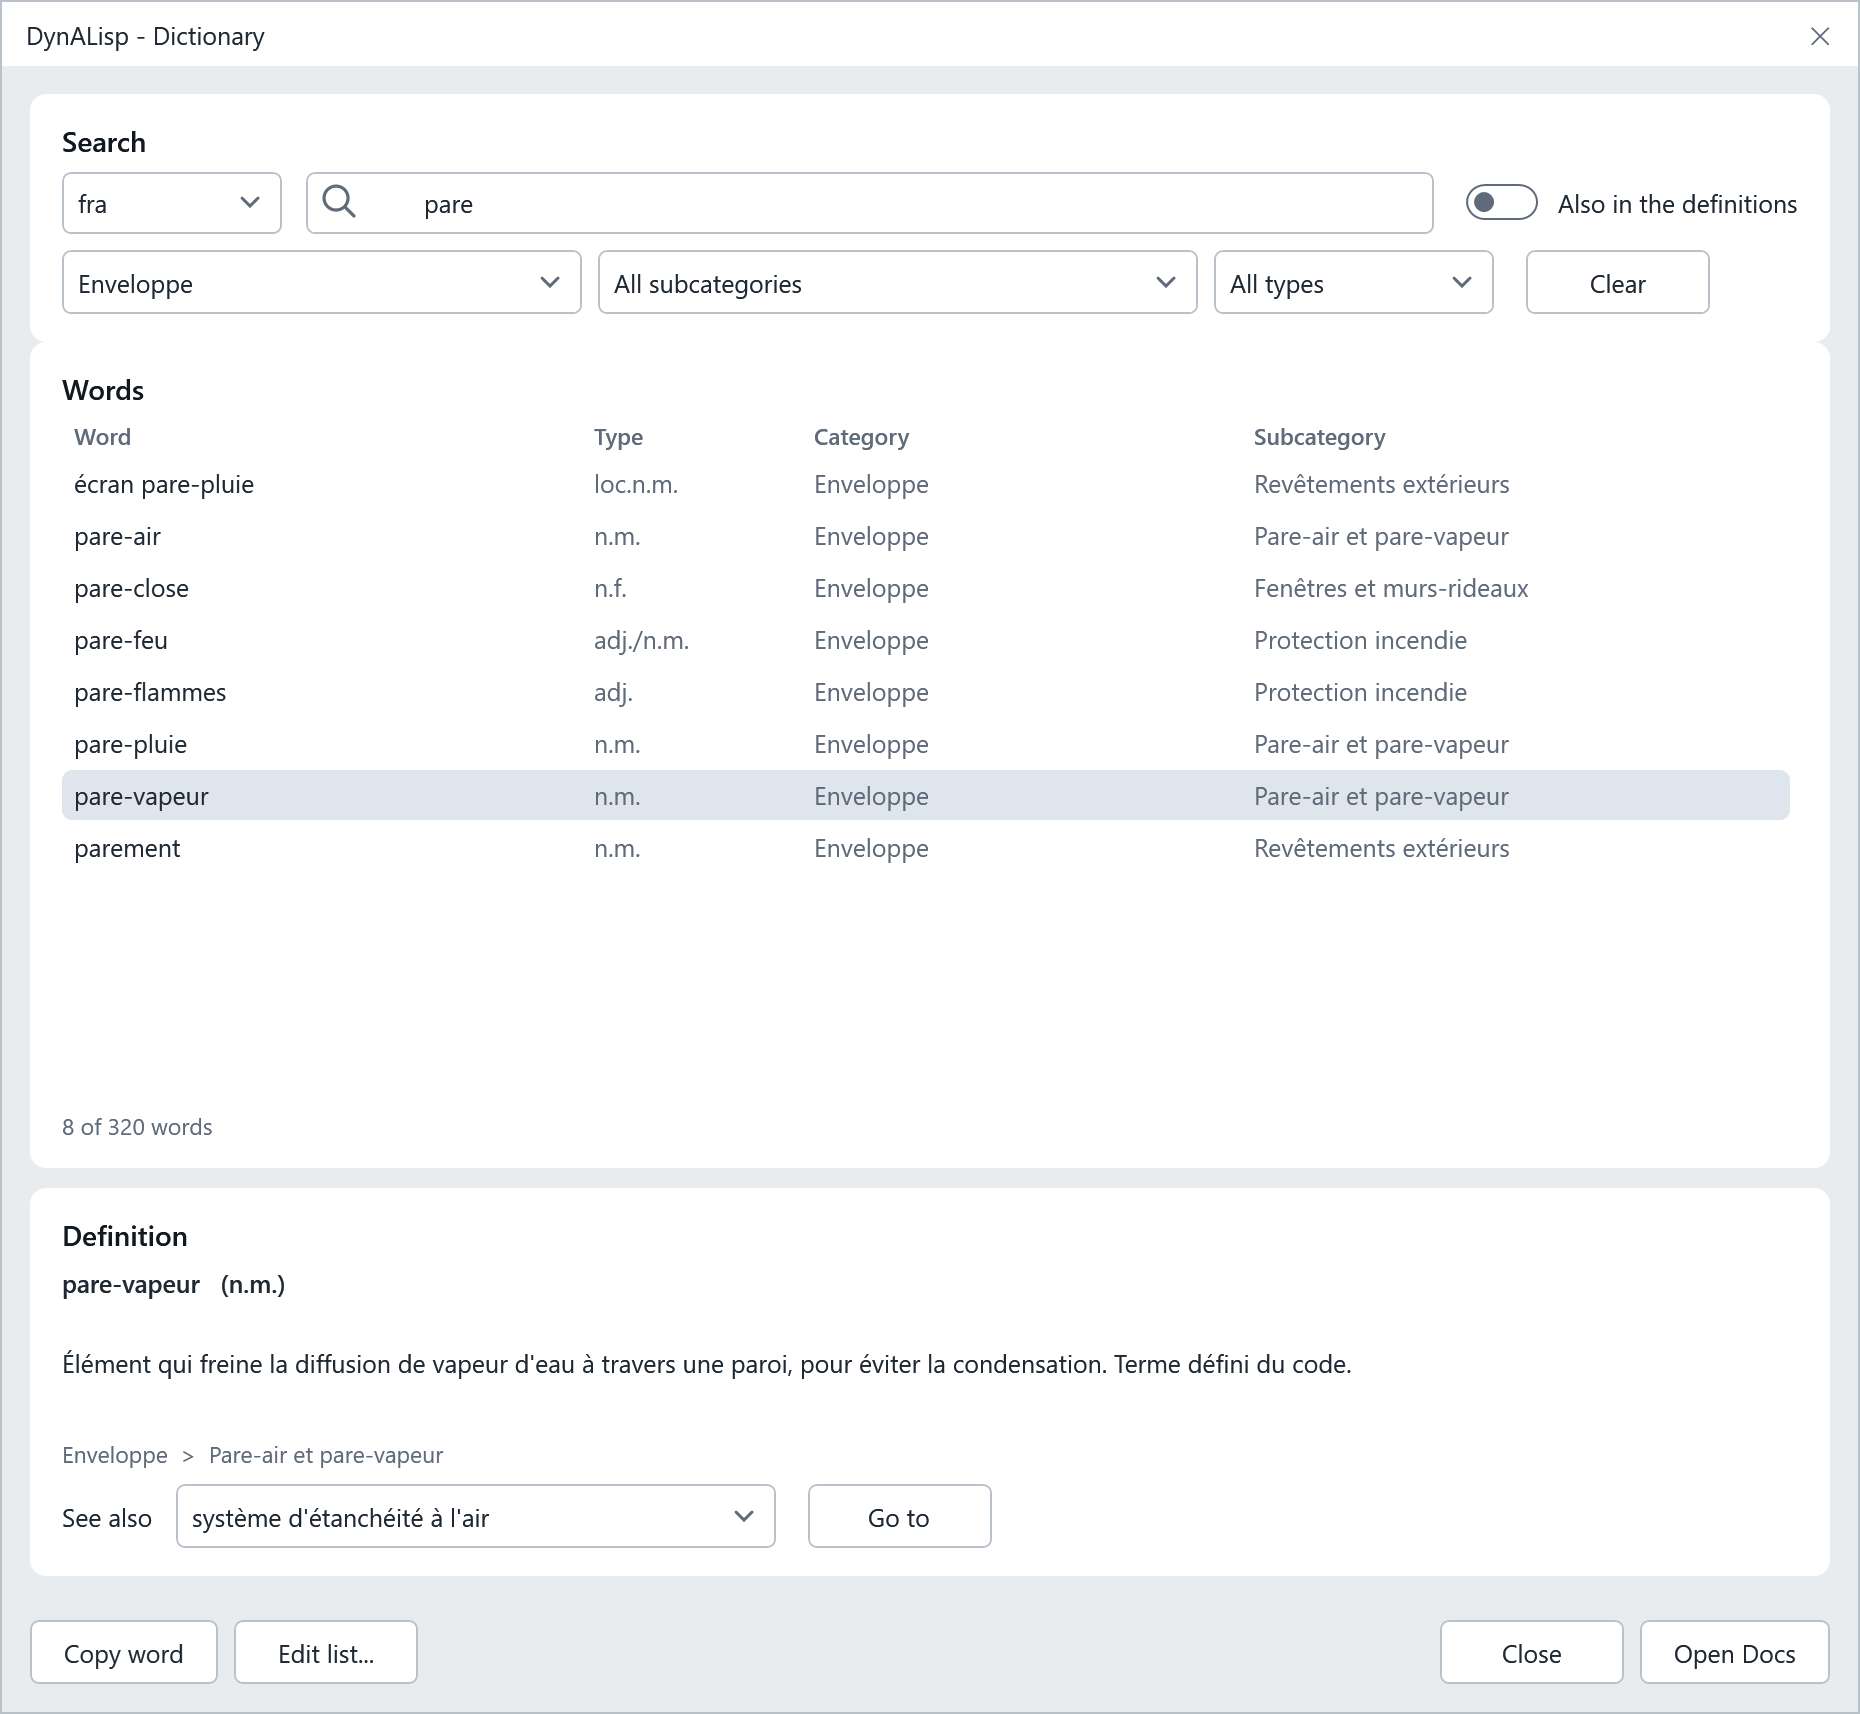 DynALisp - Dictionary
Search
fra
pare
Also in the definitions
Enveloppe
All subcategories
All types
Clear
Words
Word Type Category Subcategory
écran pare-pluie loc.n.m. Enveloppe Revêtements extérieurs
pare-air n.m. Enveloppe Pare-air et pare-vapeur
pare-close n.f. Enveloppe Fenêtres et murs-rideaux
pare-feu adj./n.m. Enveloppe Protection incendie
pare-flammes adj. Enveloppe Protection incendie
pare-pluie n.m. Enveloppe Pare-air et pare-vapeur
pare-vapeur n.m. Enveloppe Pare-air et pare-vapeur
parement n.m. Enveloppe Revêtements extérieurs
8 of 320 words
Definition
pare-vapeur (n.m.)
Élément qui freine la diffusion de vapeur d'eau à travers une paroi, pour éviter la condensation. Terme défini du code.
Enveloppe > Pare-air et pare-vapeur
See also
système d'étanchéité à l'air
Go to
Copy word
Edit list...
Close
Open Docs